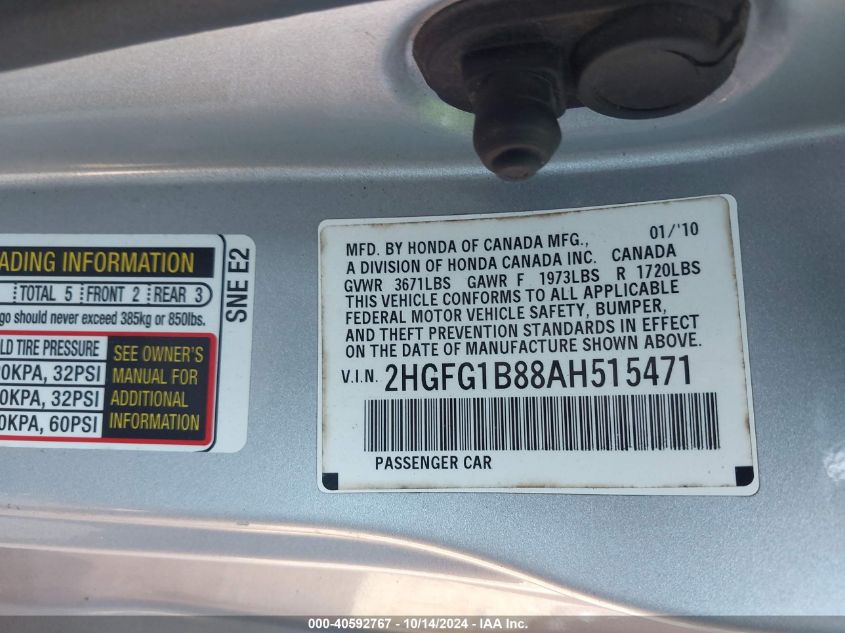 ADING INFORMATION
TOTAL 5 FRONT 2 REAR 3
go should never exceed 385kg or 850lbs.
LD TIRE PRESSURE
0KPA, 32PSI
0KPA, 32PSI
0KPA, 60PSI
SEE OWNER'S
MANUAL FOR
ADDITIONAL
INFORMATION
SNE E2
01/'10
MFD. BY HONDA OF CANADA MFG.,
A DIVISION OF HONDA CANADA INC. CANADA
GVWR 3671LBS GAWR F 1973LBS R 1720LBS
THIS VEHICLE CONFORMS TO ALL APPLICABLE
FEDERAL MOTOR VEHICLE SAFETY, BUMPER,
AND THEFT PREVENTION STANDARDS IN EFFECT
ON THE DATE OF MANUFACTURE SHOWN ABOVE.
V.I.N. 2HGFG1B88AH515471
PASSENGER CAR
000-40592767 - 10/14/2024 - IAA Inc.